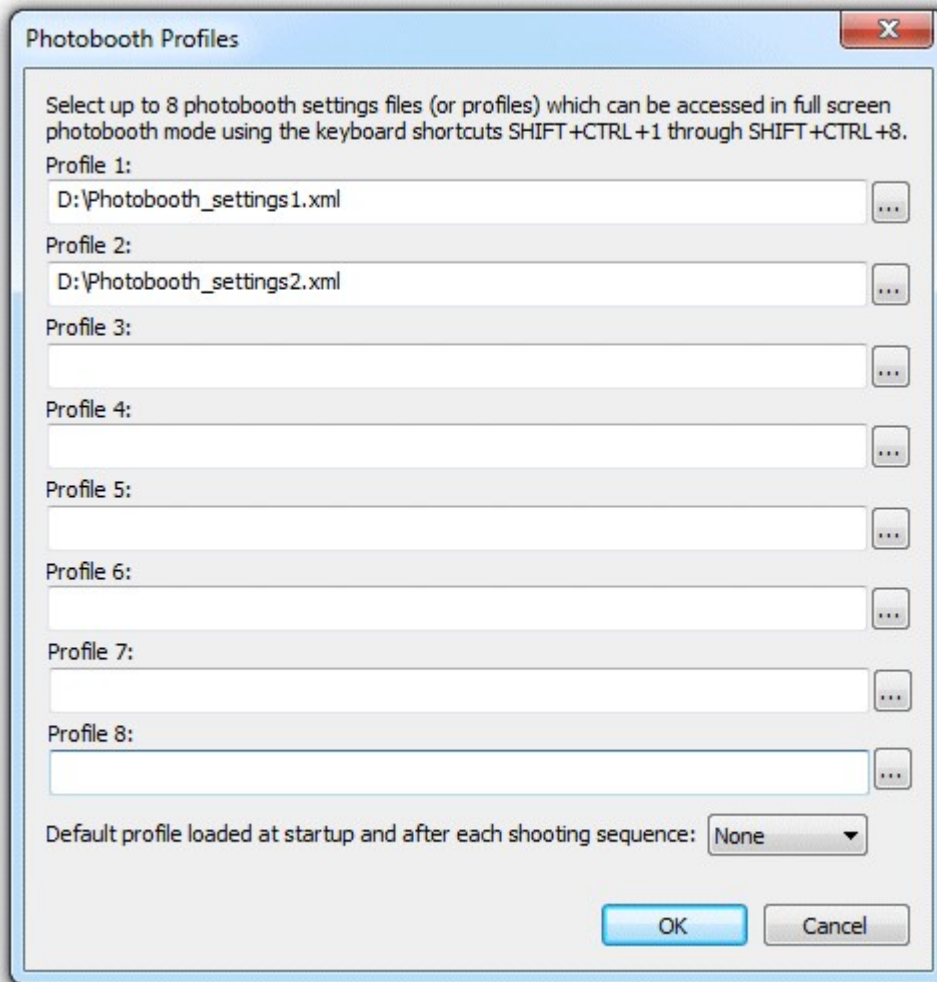 Photobooth Profiles
Select up to 8 photobooth settings files (or profiles) which can be accessed in full screen
photobooth mode using the keyboard shortcuts SHIFT+CTRL+1 through SHIFT+CTRL+8.
Profile 1:
D:\Photobooth_settings1.xml
...
Profile 2:
D:\Photobooth_settings2.xml
...
Profile 3:
...
Profile 4:
...
Profile 5:
...
Profile 6:
...
Profile 7:
...
Profile 8:
...
Default profile loaded at startup and after each shooting sequence: None
OK Cancel